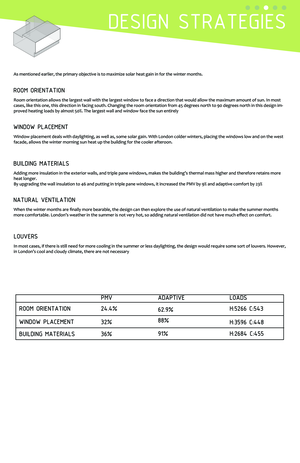 DESIGN STRATEGIES
As mentioned earlier, the primary objective is to maximize solar heat gain in for the winter months.
ROOM ORIENTATION
Room orientation allows the largest wall with the largest window to face a direction that would allow the maximum amount of sun. In most
cases, like this one, this direction in facing south. Changing the room orientation from 45 degrees north to 90 degrees north in this design im-
proved heating loads by almost 50%. The largest wall and window face the sun entirely
WINDOW PLACEMENT
Window placement deals with daylighting, as well as, some solar gain. With London colder winters, placing the windows low and on the west
facade, allows the winter morning sun heat up the building for the cooler afternoon.
BUILDING MATERIALS
Adding more insulation in the exterior walls, and triple pane windows, makes the building's thermal mass higher and therefore retains more
heat longer.
By upgrading the wall insulation to 46 and putting in triple pane windows, it increased the PMV by 9% and adaptive comfort by 23%
NATURAL VENTILATION
When the winter months are finally more bearable, the design can then explore the use of natural ventilation to make the summer months
more comfortable. London's weather in the summer is not very hot, so adding natural ventilation did not have much effect on comfort.
LOUVERS
In most cases, if there is still need for more cooling in the summer or less daylighting, the design would require some sort of louvers. However,
in London's cool and cloudy climate, there are not necessary
PMV ADAPTIVE LOADS
ROOM ORIENTATION 24.4% 62.9% H:5266 C:543
WINDOW PLACEMENT 32% 88% H:3596 C:448
BUILDING MATERIALS 36% 91% H:2684 C:455